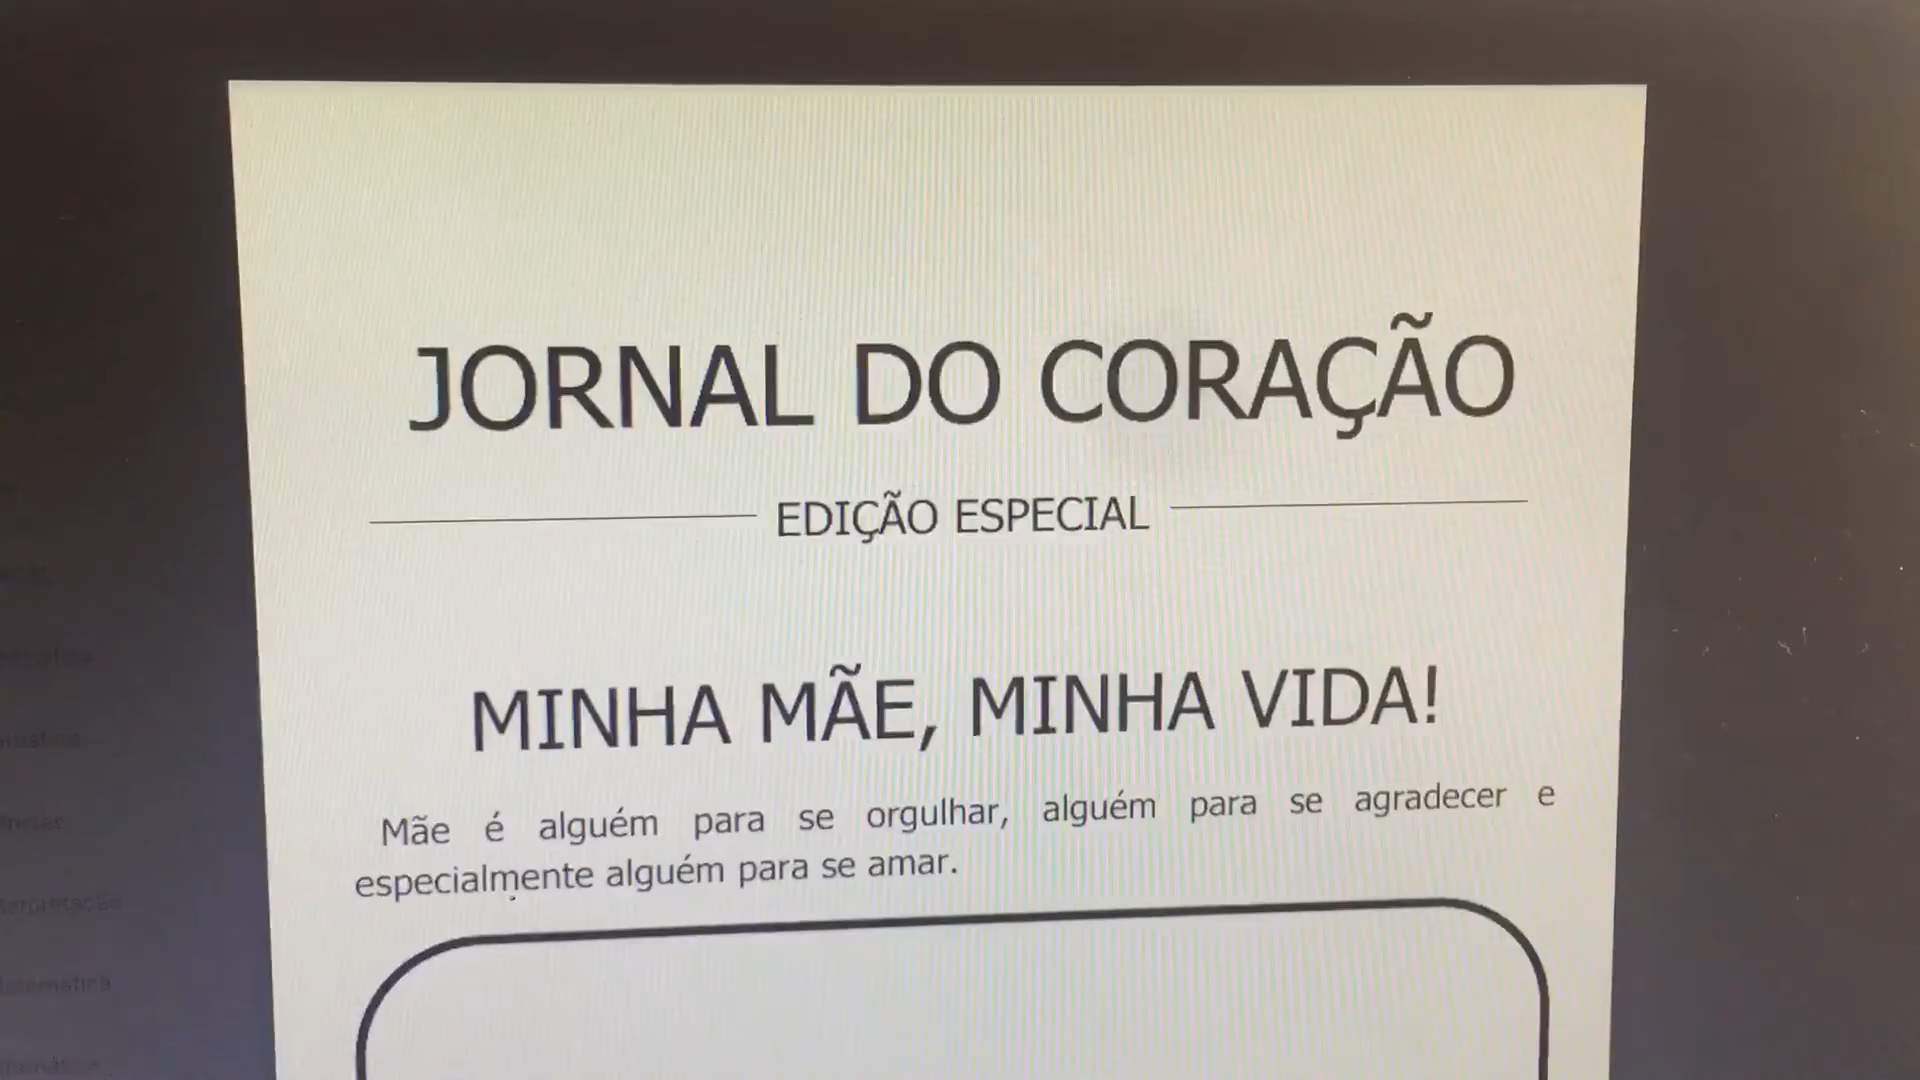 JORNAL DO CORAÇÃO
EDIÇÃO ESPECIAL
MINHA MÃE, MINHA VIDA!
Mãe é alguém para se orgulhar, alguém para se agradecer e
especialmente alguém para se amar.